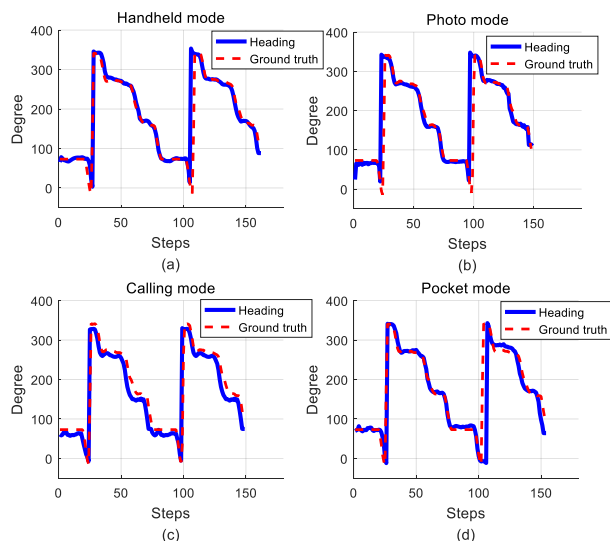 Handheld mode
Photo mode
400
300
200
100
0
Degree
Heading
Ground truth
0
50
100
150
Steps
(a)
400
300
200
100
0
Degree
Heading
Ground truth
0
50
100
150
Steps
(b)
Calling mode
Pocket mode
400
300
200
100
0
Degree
Heading
Ground truth
0
50
100
150
Steps
(c)
400
300
200
100
0
Degree
Heading
Ground truth
0
50
100
150
Steps
(d)